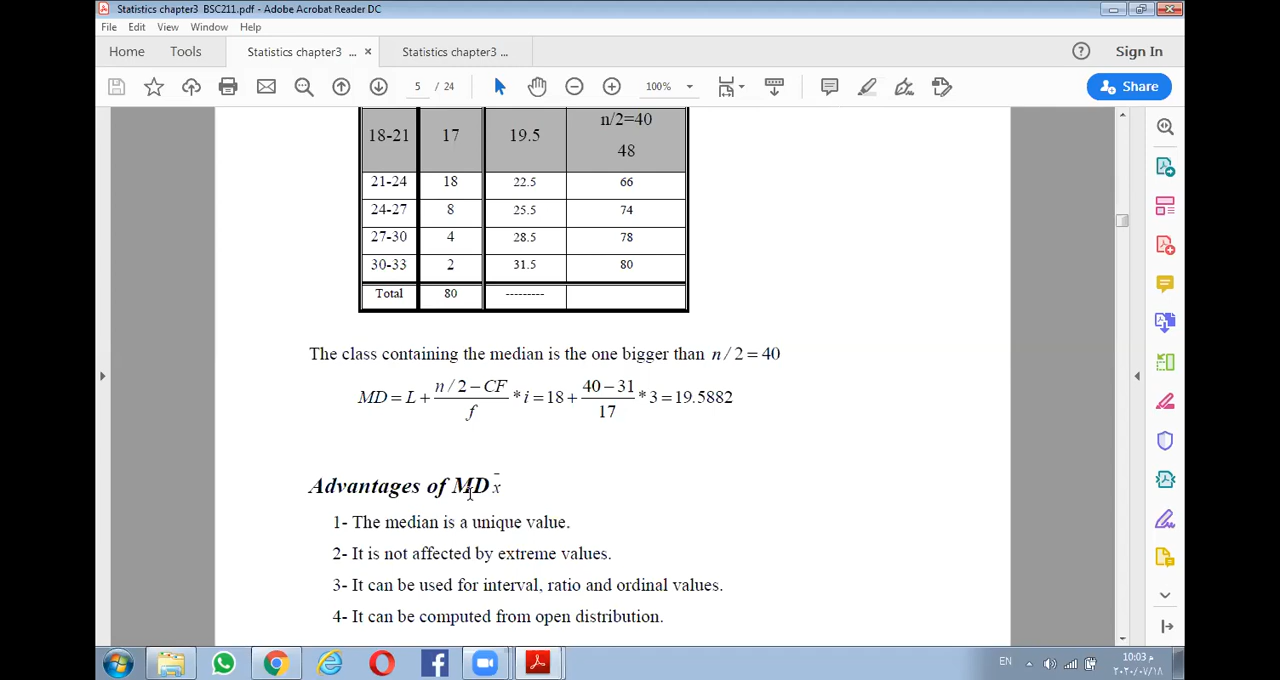 Statistics chapter3 BSC211.pdf - Adobe Acrobat Reader DC
File Edit View Window Help
Home Tools Statistics chapter3 ... × Statistics chapter3 ... ? Sign In
5 / 24 100% Share
18-21 17 19.5 n/2=40
48
21-24 18 22.5 66
24-27 8 25.5 74
27-30 4 28.5 78
30-33 2 31.5 80
Total 80 ---------
The class containing the median is the one bigger than n / 2 = 40
MD = L + (n / 2 − CF)/f * i = 18 + (40 − 31)/17 * 3 = 19.5882
Advantages of MD x̄
1- The median is a unique value.
2- It is not affected by extreme values.
3- It can be used for interval, ratio and ordinal values.
4- It can be computed from open distribution.
EN 10:03 م
٢٠٢٠/٠٧/١٨